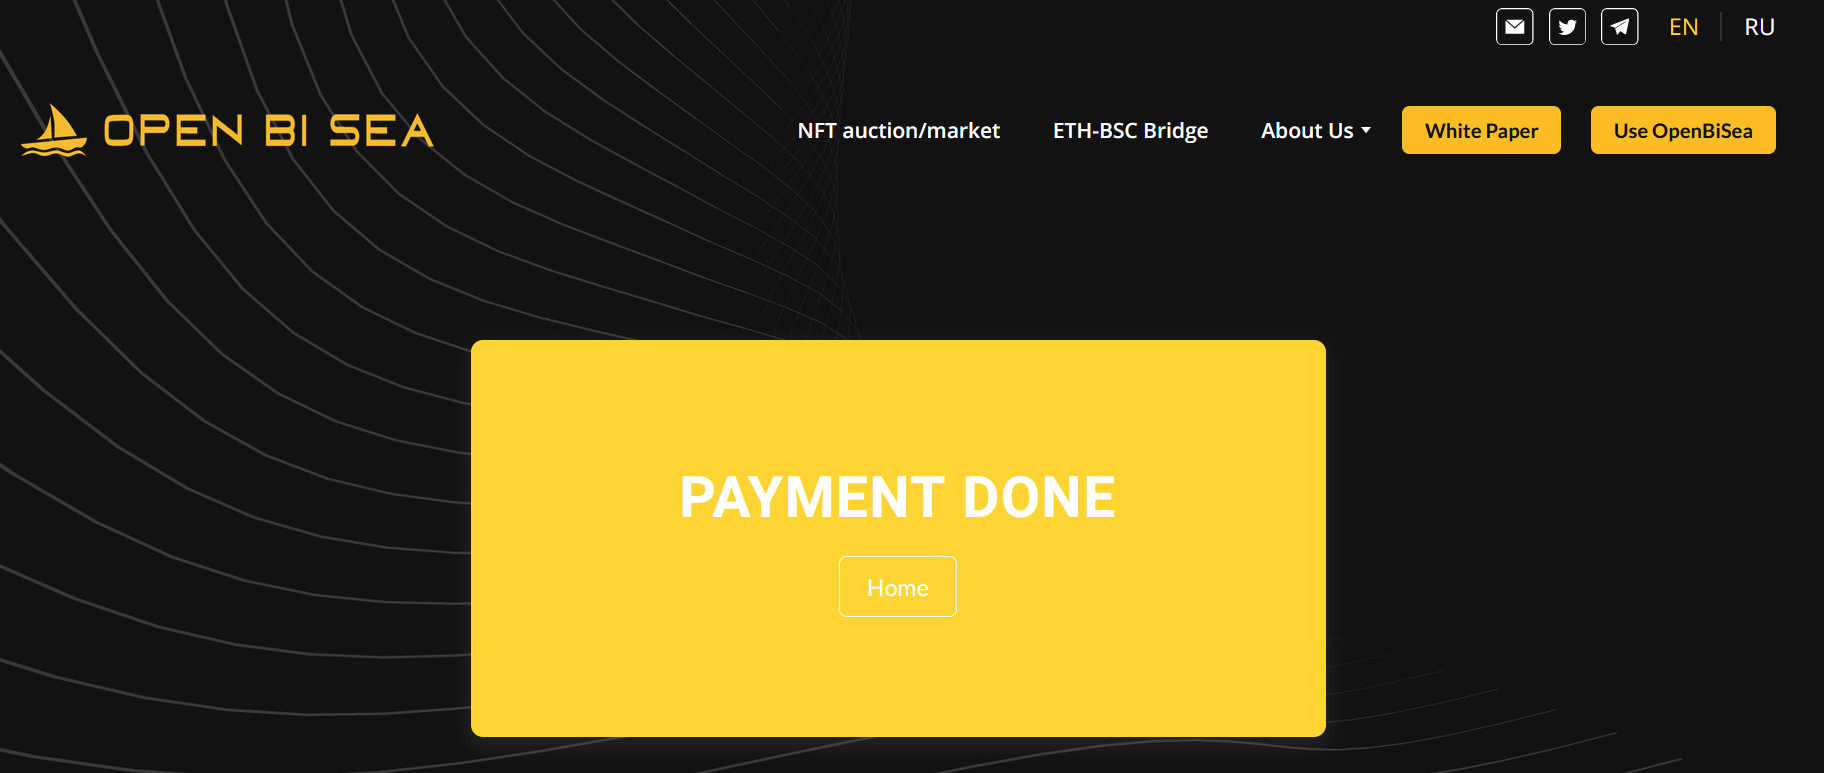 EN RU
OPEN BI SEA
NFT auction/market ETH-BSC Bridge About Us White Paper Use OpenBiSea
PAYMENT DONE
Home